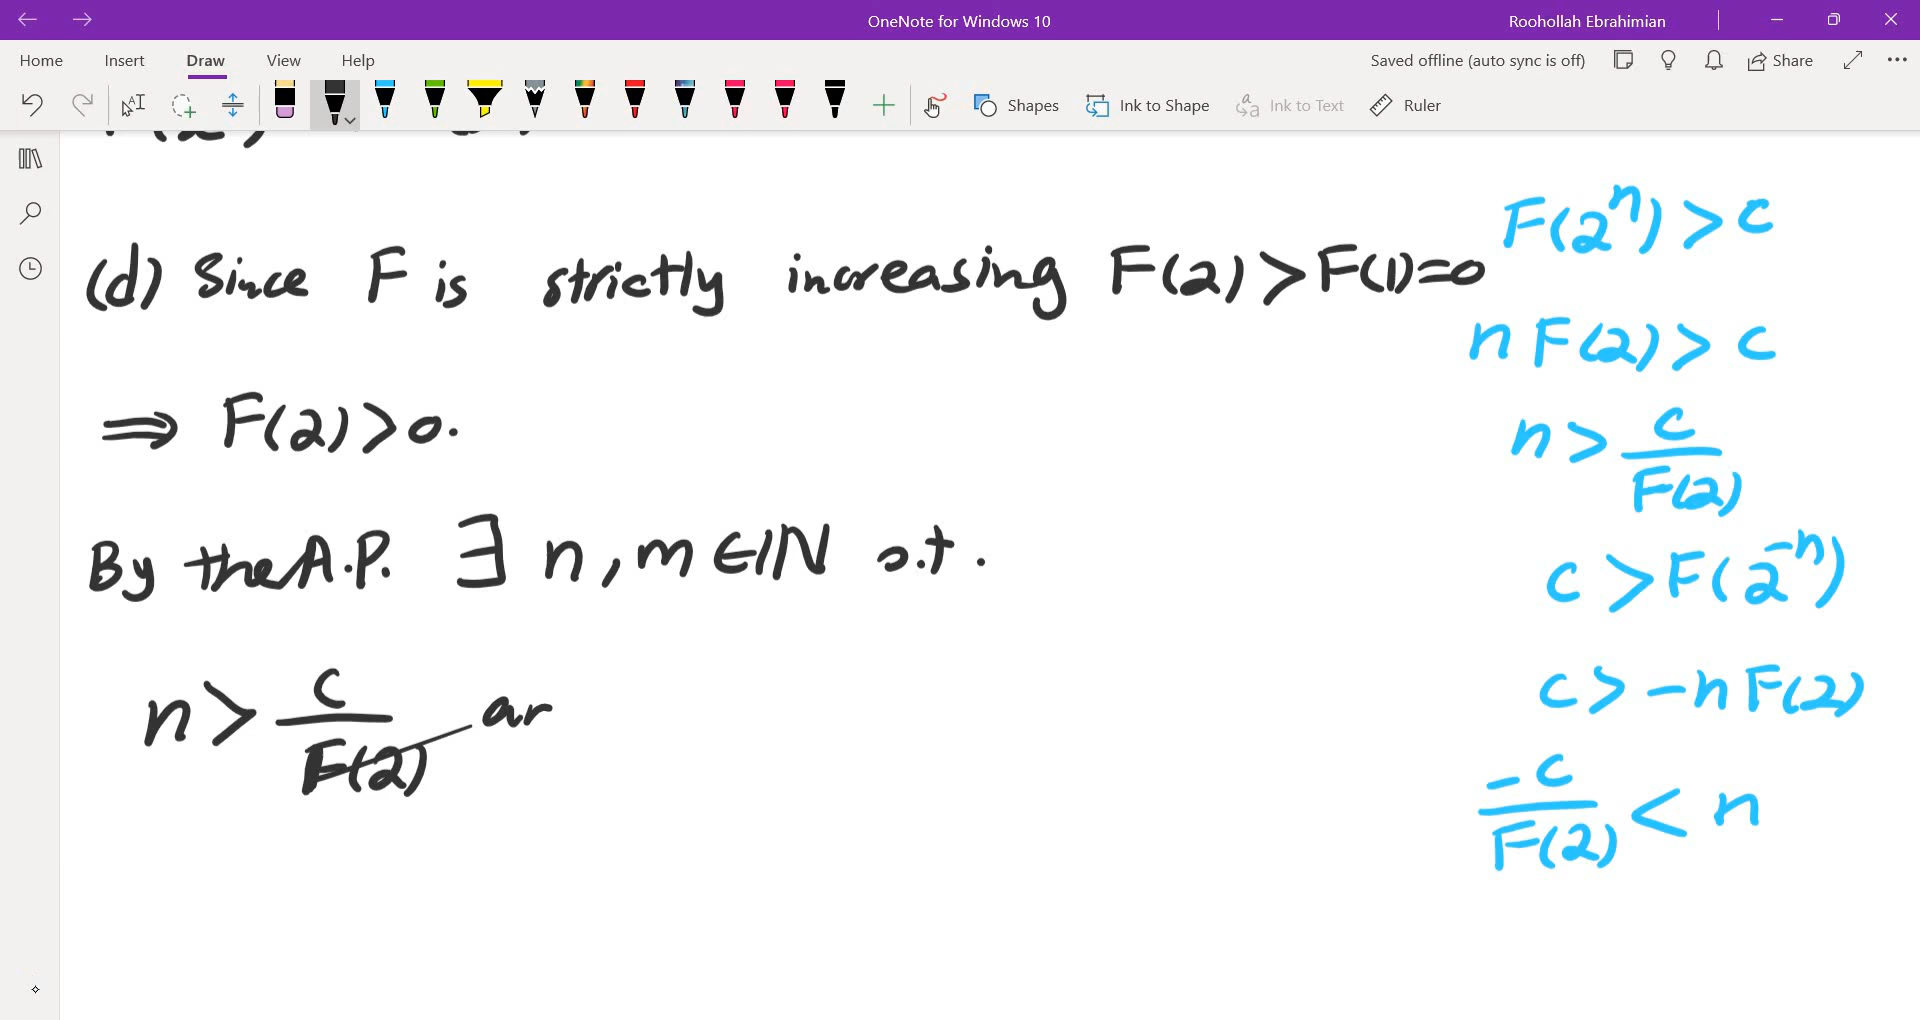 OneNote for Windows 10
Roohollah Ebrahimian
Home Insert Draw View Help
Saved offline (auto sync is off) Share
Shapes Ink to Shape Ink to Text Ruler
(d) Since F is strictly increasing F(2)>F(1)=0
⇒ F(2)>0.
By the A.P. ∃ n,m∈ℕ s.t.
n> c/F(2) ar
F(2ⁿ)>c
n F(2)>c
n> c/F(2)
c>F(2⁻ⁿ)
c>-nF(2)
-c/F(2) < n